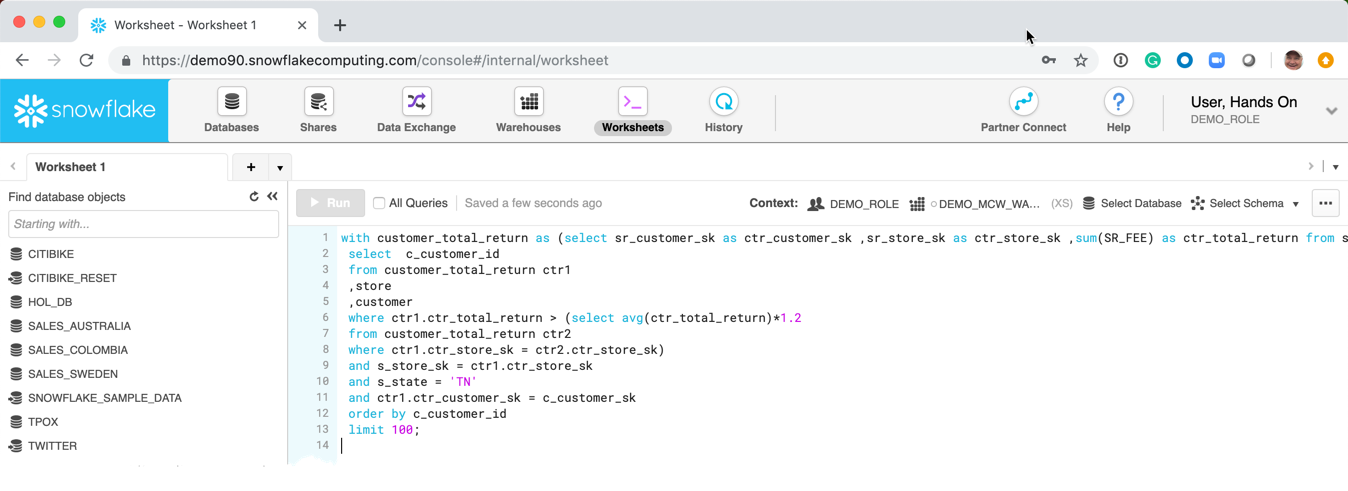 Worksheet - Worksheet 1
https://demo90.snowflakecomputing.com/console#/internal/worksheet
snowflake
Databases Shares Data Exchange Warehouses Worksheets History Partner Connect Help
User, Hands On
DEMO_ROLE
Worksheet 1
Find database objects
Starting with...
CITIBIKE
CITIBIKE_RESET
HOL_DB
SALES_AUSTRALIA
SALES_COLOMBIA
SALES_SWEDEN
SNOWFLAKE_SAMPLE_DATA
TPOX
TWITTER
Run All Queries Saved a few seconds ago Context: DEMO_ROLE DEMO_MCW_WA... (XS) Select Database Select Schema
1 with customer_total_return as (select sr_customer_sk as ctr_customer_sk ,sr_store_sk as ctr_store_sk ,sum(SR_FEE) as ctr_total_return from s
2 select c_customer_id
3 from customer_total_return ctr1
4 ,store
5 ,customer
6 where ctr1.ctr_total_return > (select avg(ctr_total_return)*1.2
7 from customer_total_return ctr2
8 where ctr1.ctr_store_sk = ctr2.ctr_store_sk)
9 and s_store_sk = ctr1.ctr_store_sk
10 and s_state = 'TN'
11 and ctr1.ctr_customer_sk = c_customer_sk
12 order by c_customer_id
13 limit 100;
14